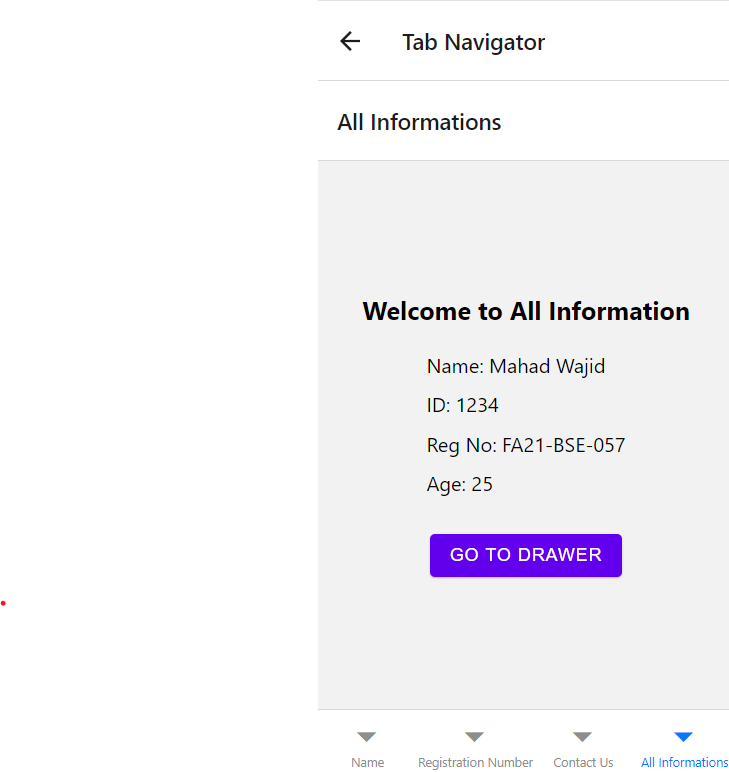 Tab Navigator
All Informations
Welcome to All Information
Name: Mahad Wajid
ID: 1234
Reg No: FA21-BSE-057
Age: 25
GO TO DRAWER
Name Registration Number Contact Us All Informations